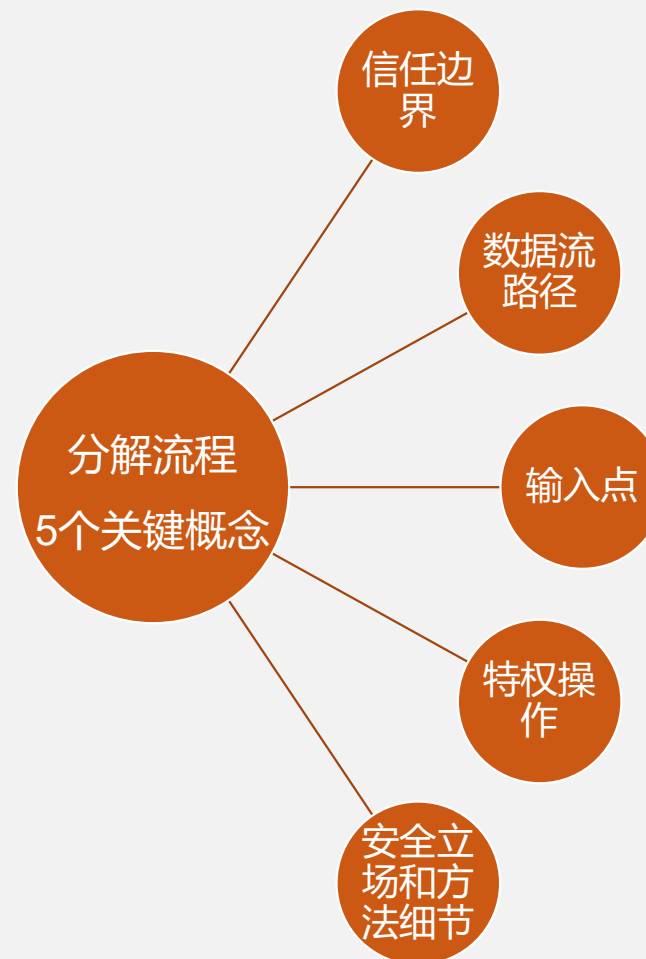 信任边
界
数据流
路径
分解流程
5个关键概念
输入点
特权操
作
安全立
场和方
法细节